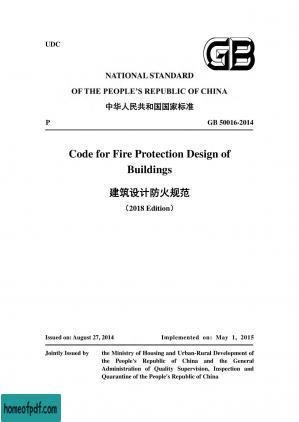 UDC
GB
NATIONAL STANDARD
OF THE PEOPLE'S REPUBLIC OF CHINA
中华人民共和国国家标准
P GB 50016-2014
Code for Fire Protection Design of
Buildings
建筑设计防火规范
（2018 Edition）
Issued on: August 27, 2014 Implemented on: May 1, 2015
Jointly Issued by the Ministry of Housing and Urban-Rural Development of
the People's Republic of China and the General
Administration of Quality Supervision, Inspection and
Quarantine of the People's Republic of China
homeofpdf.com